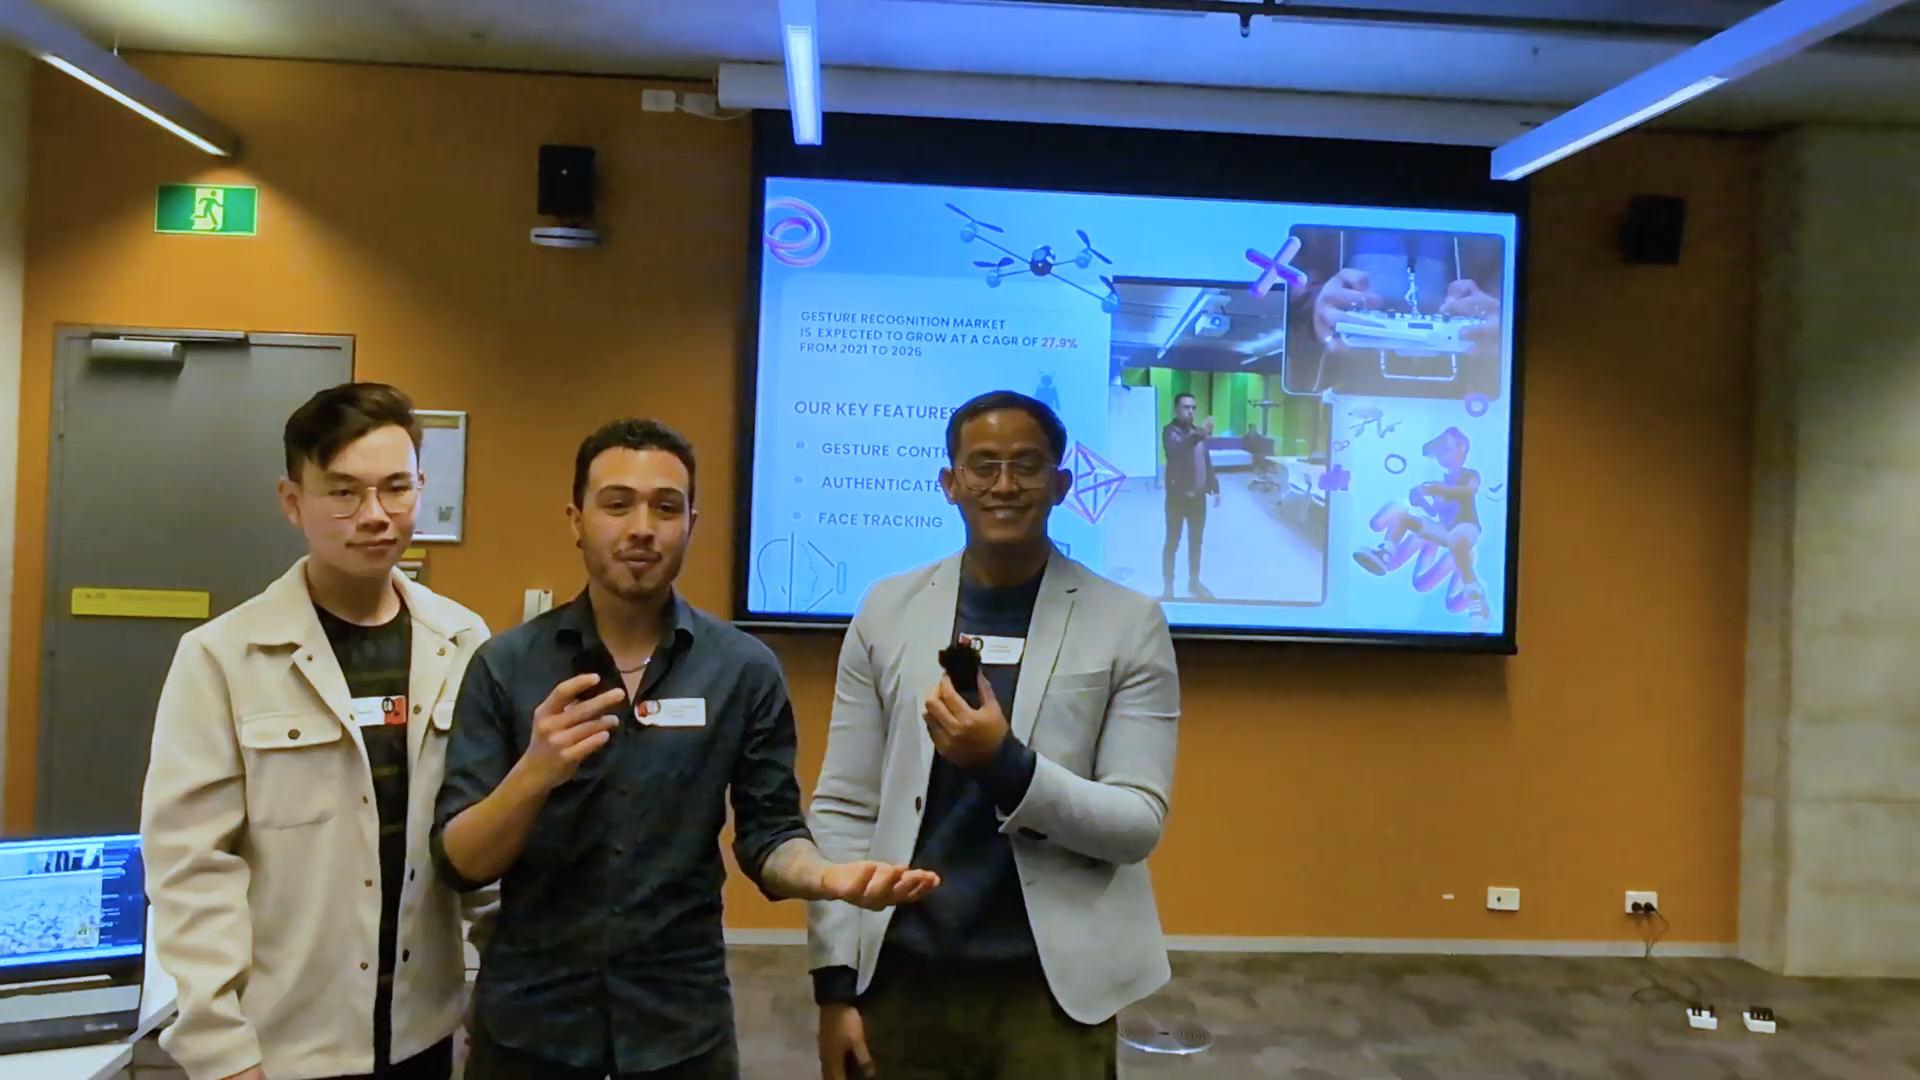 GESTURE RECOGNITION MARKET
IS EXPECTED TO GROW AT A CAGR OF 27.9%
FROM 2021 TO 2026
OUR KEY FEATURES
GESTURE CONTR
AUTHENTICATE
FACE TRACKING